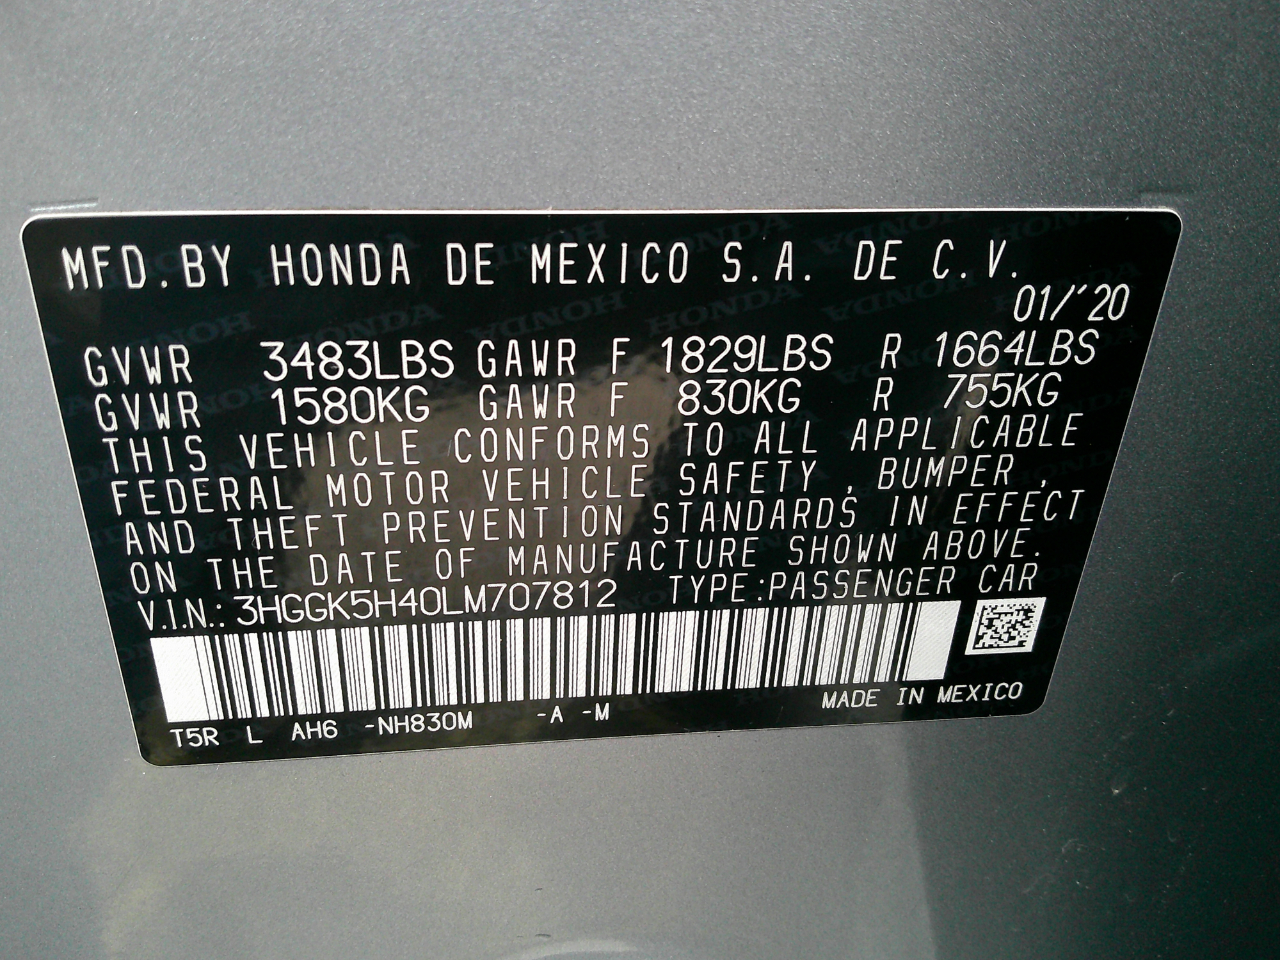 MFD.BY HONDA DE MEXICO S.A. DE C.V.
01/'20
GVWR 3483LBS GAWR F 1829LBS R 1664LBS
GVWR 1580KG GAWR F 830KG R 755KG
THIS VEHICLE CONFORMS TO ALL APPLICABLE
FEDERAL MOTOR VEHICLE SAFETY , BUMPER ,
AND THEFT PREVENTION STANDARDS IN EFFECT
ON THE DATE OF MANUFACTURE SHOWN ABOVE.
V.I.N.: 3HGGK5H40LM707812 TYPE:PASSENGER CAR
MADE IN MEXICO
T5R L AH6 -NH830M -A -M